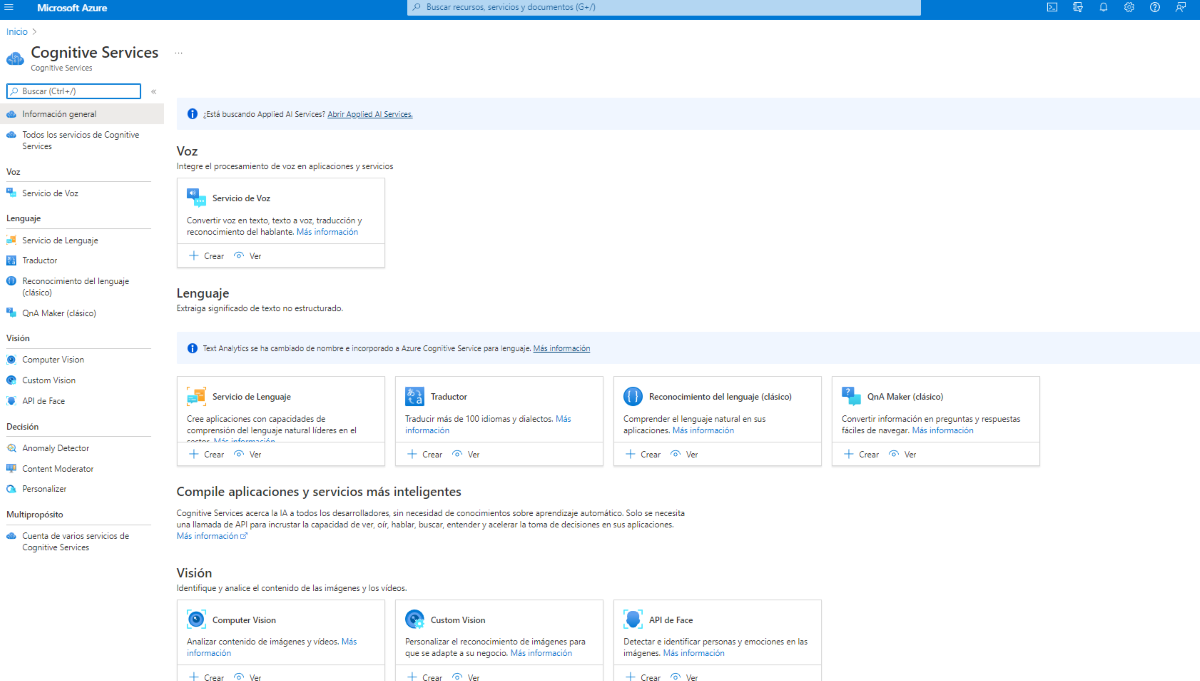 Microsoft Azure
Buscar recursos, servicios y documentos (G+/)
Inicio
Cognitive Services
Cognitive Services
Buscar (Ctrl+/)
Información general
Todos los servicios de Cognitive
Services
Voz
Servicio de Voz
Lenguaje
Servicio de Lenguaje
Traductor
Reconocimiento del lenguaje
(clásico)
QnA Maker (clásico)
Visión
Computer Vision
Custom Vision
API de Face
Decisión
Anomaly Detector
Content Moderator
Personalizer
Multipropósito
Cuenta de varios servicios de
Cognitive Services
¿Está buscando Applied AI Services? Abrir Applied AI Services.
Voz
Integre el procesamiento de voz en aplicaciones y servicios
Servicio de Voz
Convertir voz en texto, texto a voz, traducción y
reconocimiento del hablante. Más información
Crear Ver
Lenguaje
Extraiga significado de texto no estructurado.
Text Analytics se ha cambiado de nombre e incorporado a Azure Cognitive Service para lenguaje. Más información
Servicio de Lenguaje
Cree aplicaciones con capacidades de
comprensión del lenguaje natural líderes en el
sector. Más información
Crear Ver
Traductor
Traducir más de 100 idiomas y dialectos. Más
información
Crear Ver
Reconocimiento del lenguaje (clásico)
Comprender el lenguaje natural en sus
aplicaciones. Más información
Crear Ver
QnA Maker (clásico)
Convertir información en preguntas y respuestas
fáciles de navegar. Más información
Crear Ver
Compile aplicaciones y servicios más inteligentes
Cognitive Services acerca la IA a todos los desarrolladores, sin necesidad de conocimientos sobre aprendizaje automático. Solo se necesita
una llamada de API para incrustar la capacidad de ver, oír, hablar, buscar, entender y acelerar la toma de decisiones en sus aplicaciones.
Más información
Visión
Identifique y analice el contenido de las imágenes y los vídeos.
Computer Vision
Analizar contenido de imágenes y vídeos. Más
información
Crear Ver
Custom Vision
Personalizar el reconocimiento de imágenes para
que se adapte a su negocio. Más información
Crear Ver
API de Face
Detectar e identificar personas y emociones en las
imágenes. Más información
Crear Ver